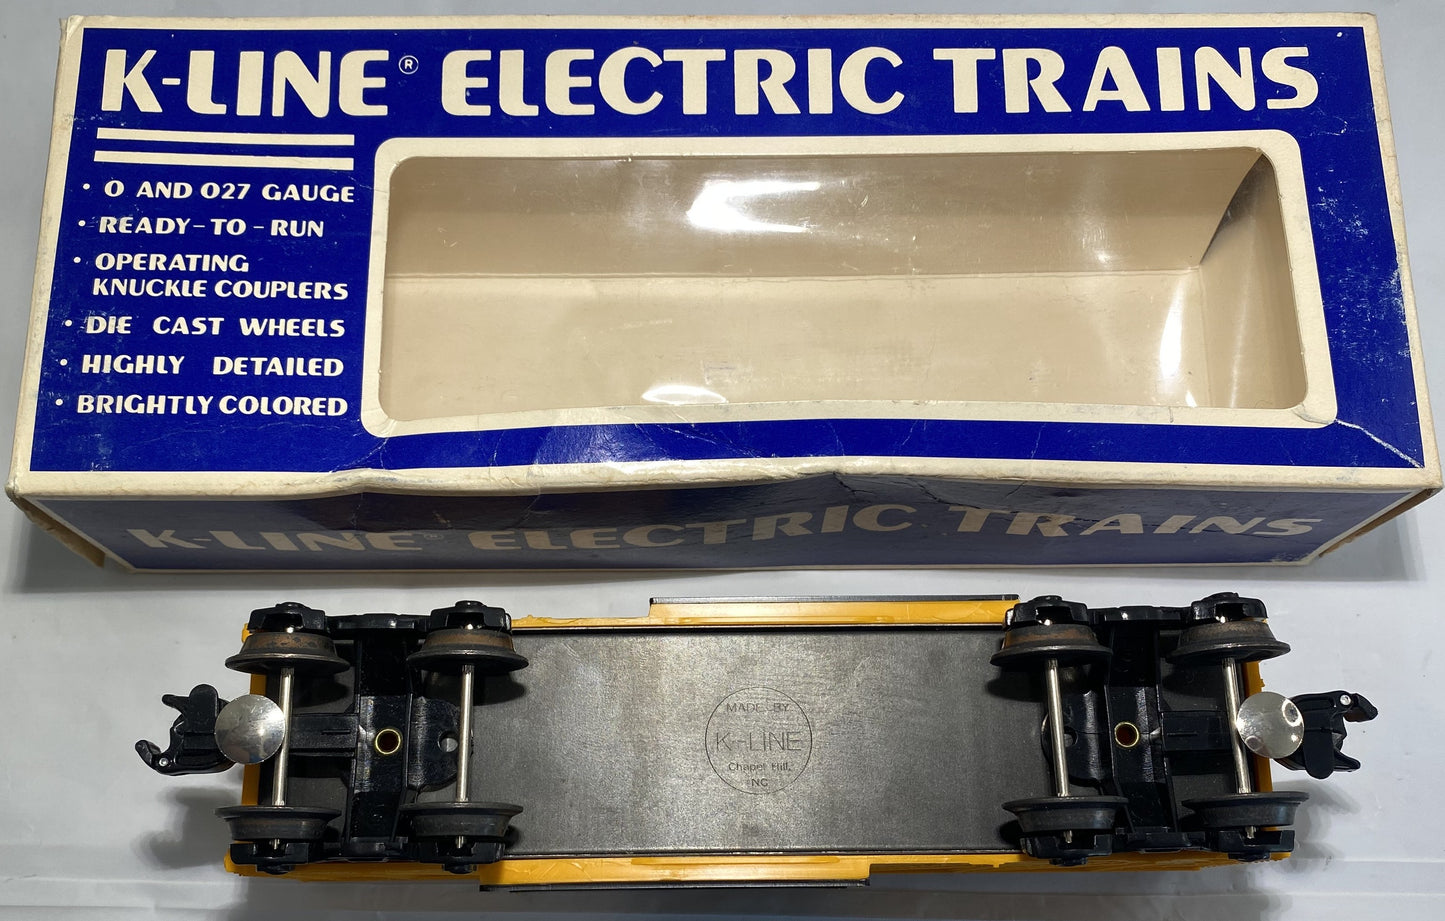 K-LINE® ELECTRIC TRAINS
• O AND O27 GAUGE
• READY-TO-RUN
• OPERATING
KNUCKLE COUPLERS
• DIE CAST WHEELS
• HIGHLY DETAILED
• BRIGHTLY COLORED
K-LINE® ELECTRIC TRAINS
MADE BY
K-LINE
Chapel Hill,
NC